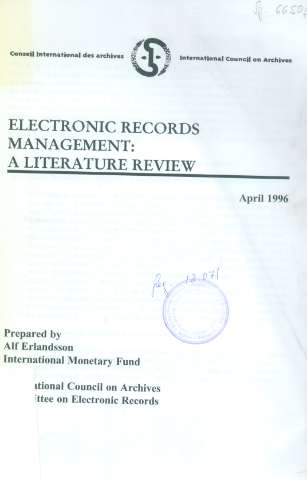 Conseil International des archives
International Council on Archives
ELECTRONIC RECORDS
MANAGEMENT:
A LITERATURE REVIEW
April 1996
Prepared by
Alf Erlandsson
International Monetary Fund
ational Council on Archives
ttee on Electronic Records